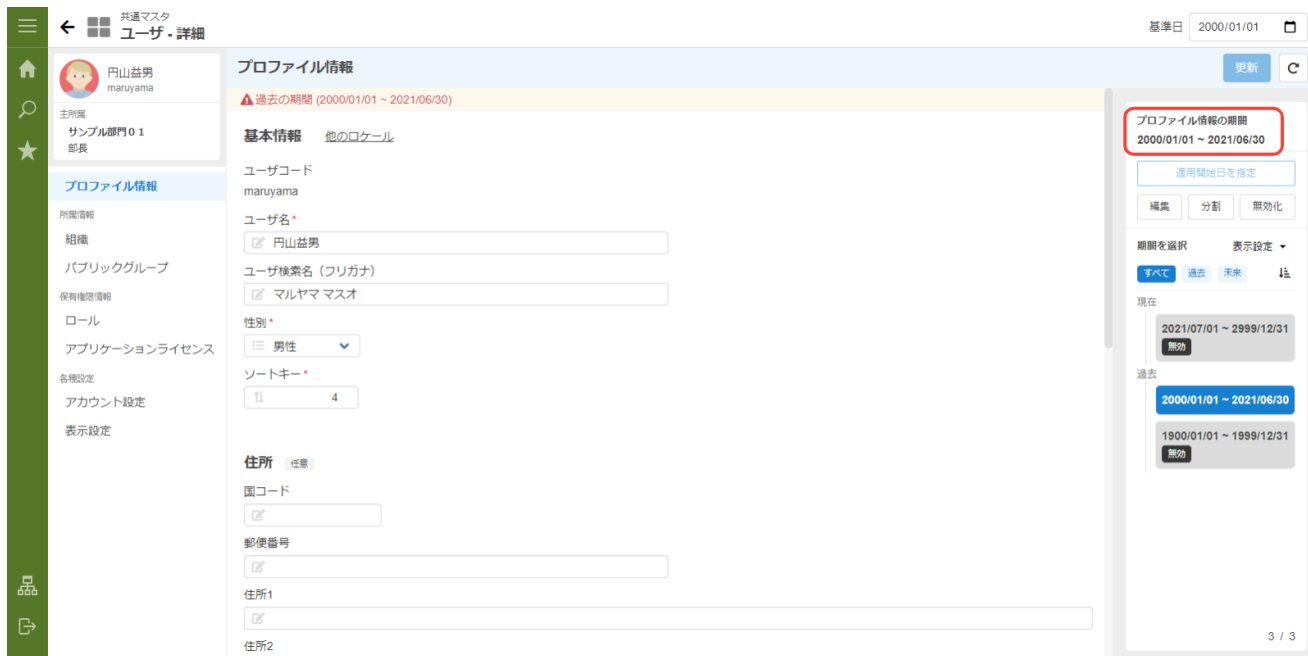 共通マスタ
ユーザ - 詳細
基準日 2000/01/01
円山益男
maruyama
主所属
サンプル部門０１
部長
プロファイル情報
所属情報
組織
パブリックグループ
保有権限情報
ロール
アプリケーションライセンス
各種設定
アカウント設定
表示設定
プロファイル情報
更新
過去の期間 (2000/01/01 ~ 2021/06/30)
基本情報 他のロケール
ユーザコード
maruyama
ユーザ名*
円山益男
ユーザ検索名（フリガナ）
マルヤマ マスオ
性別*
男性
ソートキー*
4
住所 任意
国コード
郵便番号
住所1
住所2
プロファイル情報の期間
2000/01/01 ~ 2021/06/30
適用開始日を指定
編集 分割 無効化
期間を選択 表示設定
すべて 過去 未来
現在
2021/07/01 ~ 2999/12/31
無効
過去
2000/01/01 ~ 2021/06/30
1900/01/01 ~ 1999/12/31
無効
3 / 3